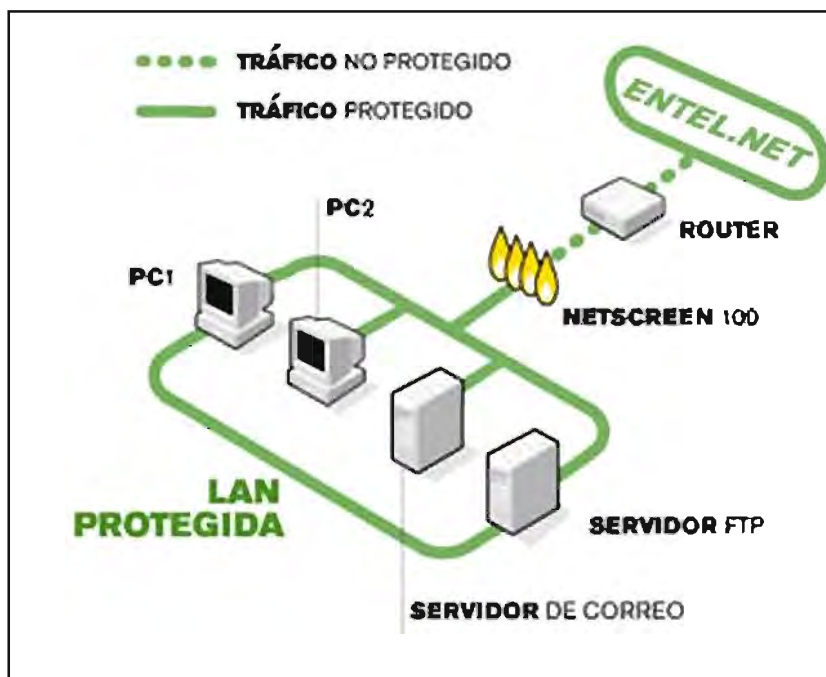 TRÁFICO NO PROTEGIDO
TRÁFICO PROTEGIDO
ENTEL.NET
PC2
ROUTER
PC1
NETSCREEN 100
LAN
PROTEGIDA
SERVIDOR FTP
SERVIDOR DE CORREO